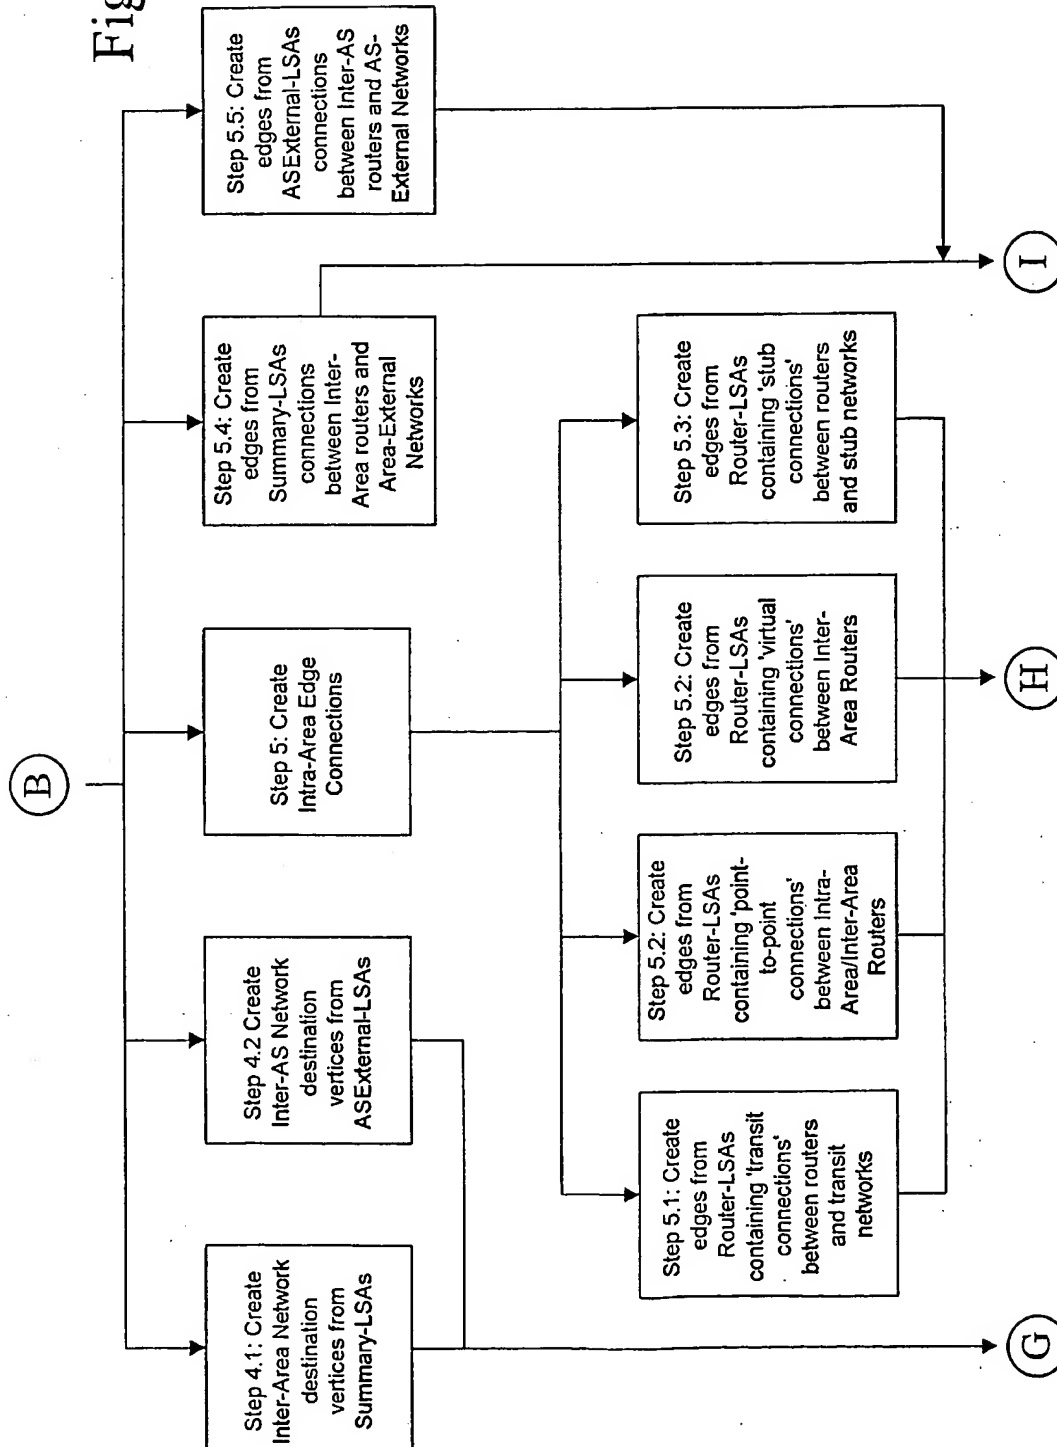 Fig
B
Step 4.1: Create
Inter-Area Network
destination
vertices from
Summary-LSAs
Step 4.2 Create
Inter-AS Network
destination
vertices from
ASExternal-LSAs
Step 5: Create
Intra-Area Edge
Connections
Step 5.4: Create
edges from
Summary-LSAs
connections
between Inter-
Area routers and
Area-External
Networks
Step 5.5: Create
edges from
ASExternal-LSAs
connections
between Inter-AS
routers and AS-
External Networks
Step 5.1: Create
edges from
Router-LSAs
containing 'transit
connections'
between routers
and transit
networks
Step 5.2: Create
edges from
Router-LSAs
containing 'point-
to-point
connections'
between Intra-
Area/Inter-Area
Routers
Step 5.2: Create
edges from
Router-LSAs
containing 'virtual
connections'
between Inter-
Area Routers
Step 5.3: Create
edges from
Router-LSAs
containing 'stub
connections'
between routers
and stub networks
G
H
I